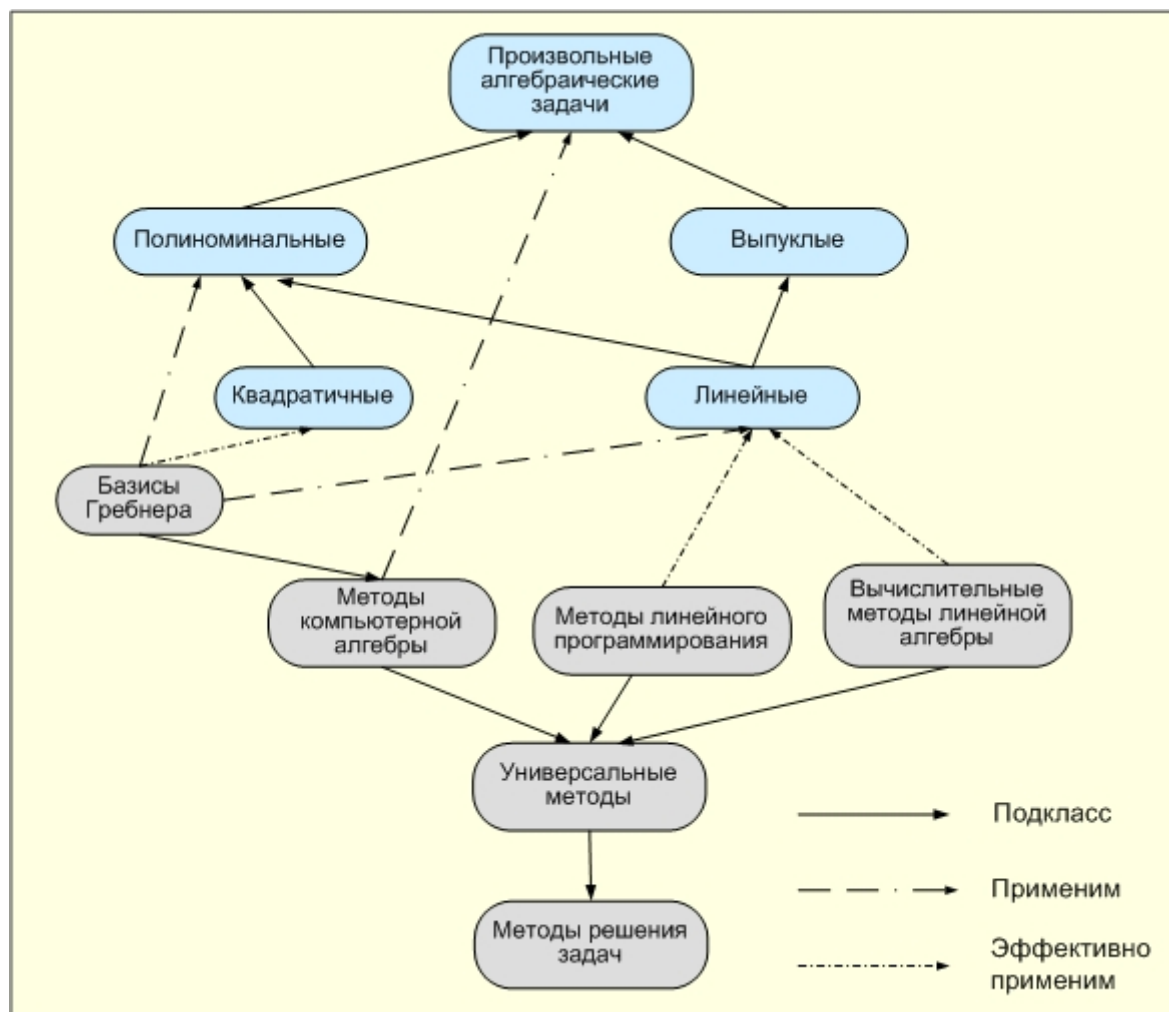 Произвольные
алгебраические
задачи
Полиноминальные
Выпуклые
Квадратичные
Линейные
Базисы
Гребнера
Методы
компьютерной
алгебры
Методы линейного
программирования
Вычислительные
методы линейной
алгебры
Универсальные
методы
Методы решения
задач
Подкласс
Применим
Эффективно
применим